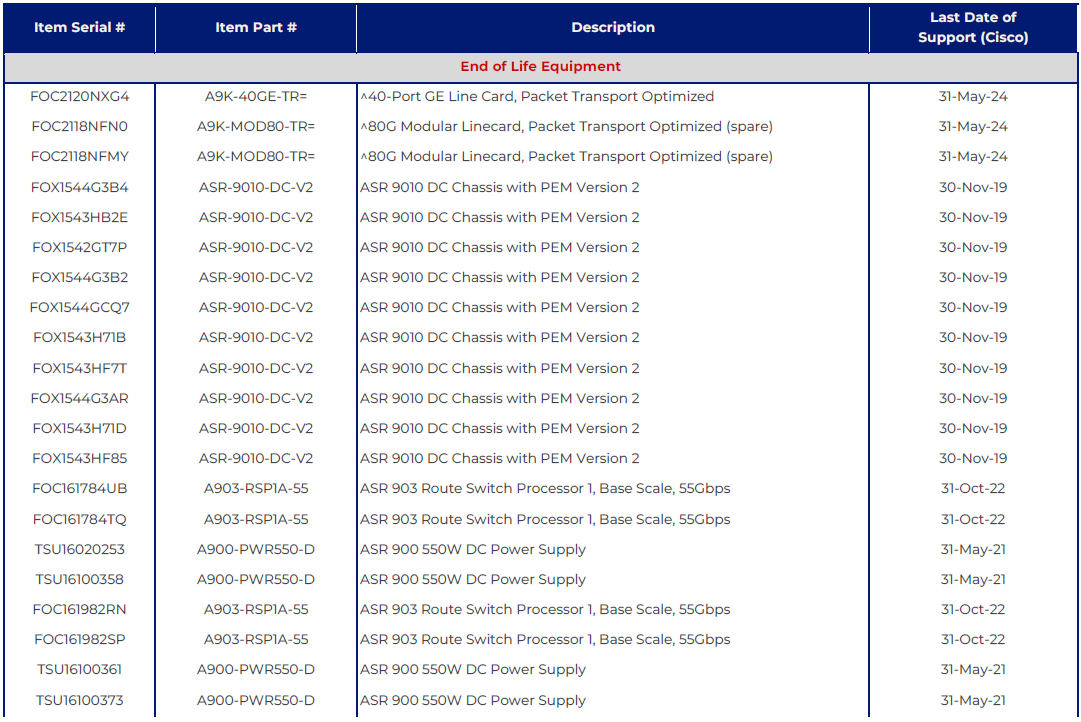 Item Serial # Item Part # Description Last Date of
Support (Cisco)
End of Life Equipment
FOC2120NXG4 A9K-40GE-TR= ^40-Port GE Line Card, Packet Transport Optimized 31-May-24
FOC2118NFN0 A9K-MOD80-TR= ^80G Modular Linecard, Packet Transport Optimized (spare) 31-May-24
FOC2118NFMY A9K-MOD80-TR= ^80G Modular Linecard, Packet Transport Optimized (spare) 31-May-24
FOX1544G3B4 ASR-9010-DC-V2 ASR 9010 DC Chassis with PEM Version 2 30-Nov-19
FOX1543HB2E ASR-9010-DC-V2 ASR 9010 DC Chassis with PEM Version 2 30-Nov-19
FOX1542GT7P ASR-9010-DC-V2 ASR 9010 DC Chassis with PEM Version 2 30-Nov-19
FOX1544G3B2 ASR-9010-DC-V2 ASR 9010 DC Chassis with PEM Version 2 30-Nov-19
FOX1544GCQ7 ASR-9010-DC-V2 ASR 9010 DC Chassis with PEM Version 2 30-Nov-19
FOX1543H71B ASR-9010-DC-V2 ASR 9010 DC Chassis with PEM Version 2 30-Nov-19
FOX1543HF7T ASR-9010-DC-V2 ASR 9010 DC Chassis with PEM Version 2 30-Nov-19
FOX1544G3AR ASR-9010-DC-V2 ASR 9010 DC Chassis with PEM Version 2 30-Nov-19
FOX1543H71D ASR-9010-DC-V2 ASR 9010 DC Chassis with PEM Version 2 30-Nov-19
FOX1543HF85 ASR-9010-DC-V2 ASR 9010 DC Chassis with PEM Version 2 30-Nov-19
FOC161784UB A903-RSP1A-55 ASR 903 Route Switch Processor 1, Base Scale, 55Gbps 31-Oct-22
FOC161784TQ A903-RSP1A-55 ASR 903 Route Switch Processor 1, Base Scale, 55Gbps 31-Oct-22
TSU16020253 A900-PWR550-D ASR 900 550W DC Power Supply 31-May-21
TSU16100358 A900-PWR550-D ASR 900 550W DC Power Supply 31-May-21
FOC161982RN A903-RSP1A-55 ASR 903 Route Switch Processor 1, Base Scale, 55Gbps 31-Oct-22
FOC161982SP A903-RSP1A-55 ASR 903 Route Switch Processor 1, Base Scale, 55Gbps 31-Oct-22
TSU16100361 A900-PWR550-D ASR 900 550W DC Power Supply 31-May-21
TSU16100373 A900-PWR550-D ASR 900 550W DC Power Supply 31-May-21